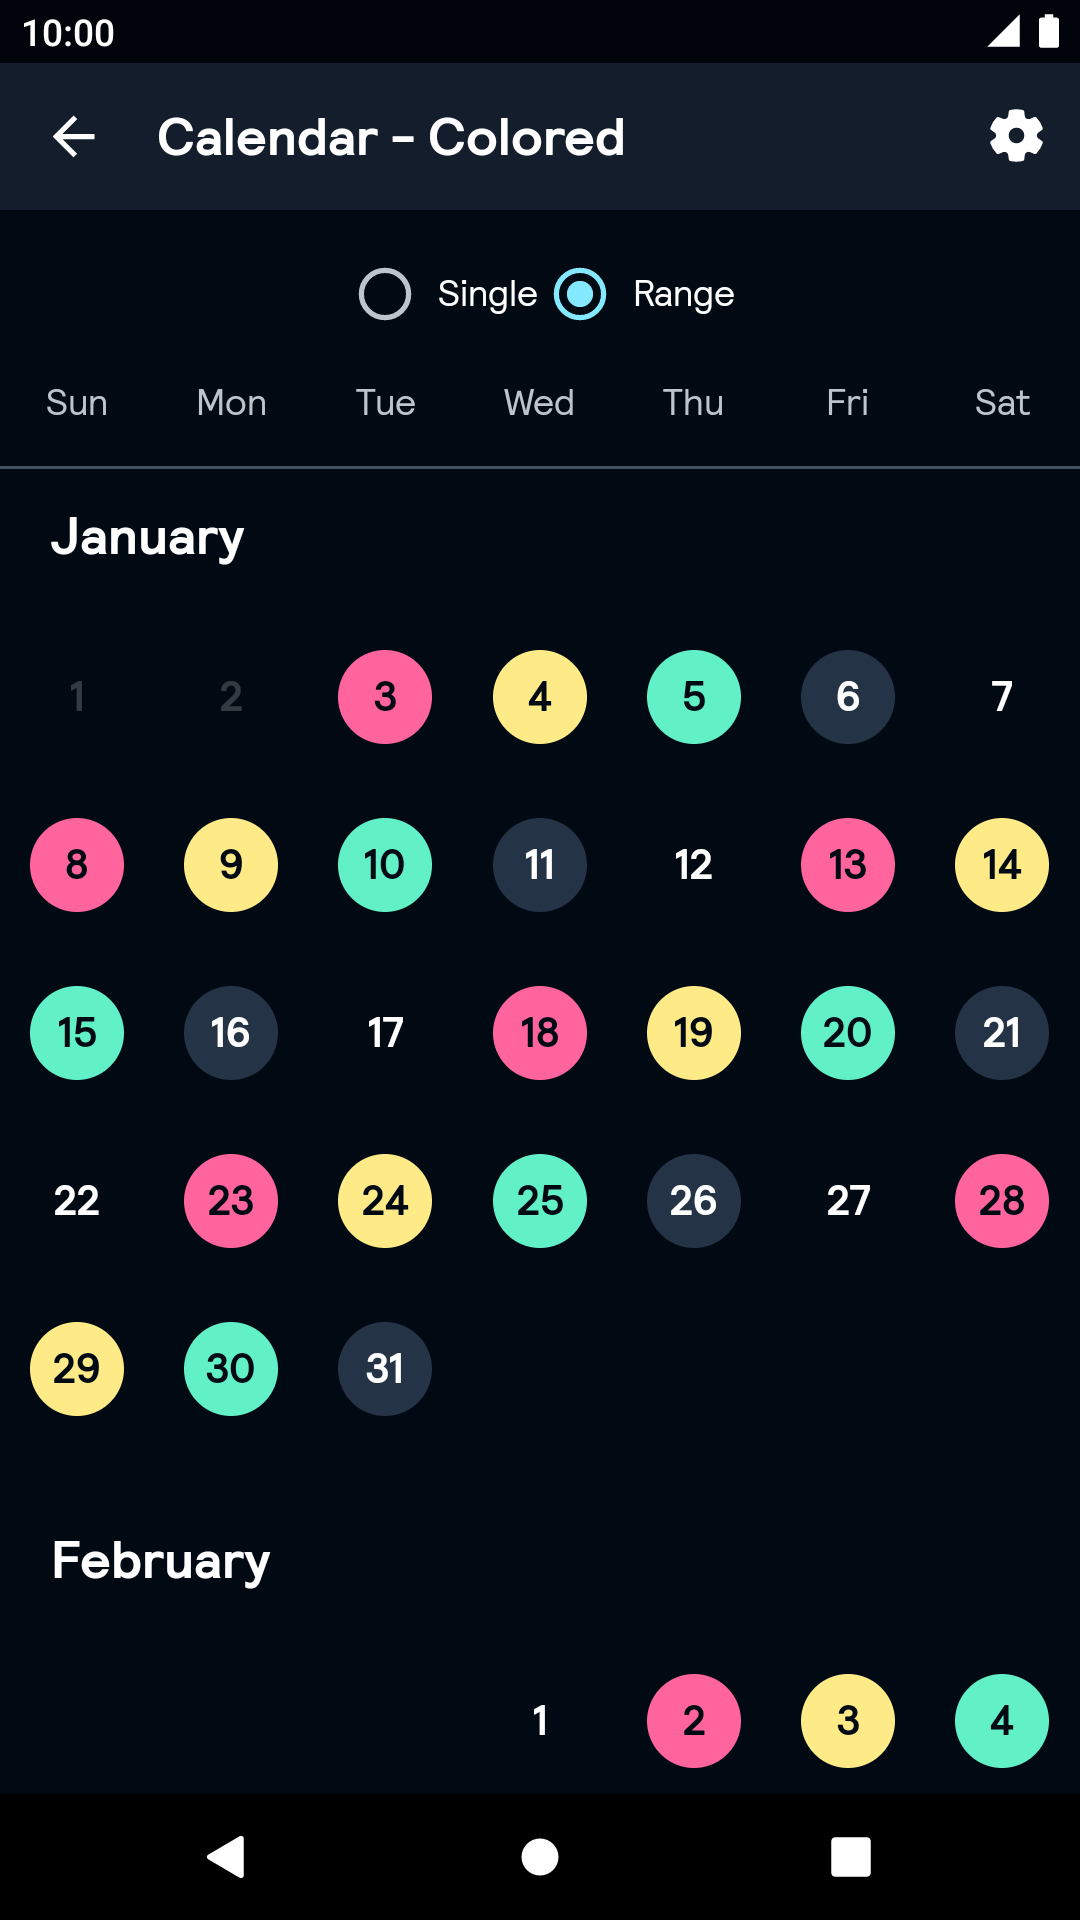 10:00
Calendar - Colored
Single Range
Sun Mon Tue Wed Thu Fri Sat
January
1 2 3 4 5 6 7
8 9 10 11 12 13 14
15 16 17 18 19 20 21
22 23 24 25 26 27 28
29 30 31
February
1 2 3 4